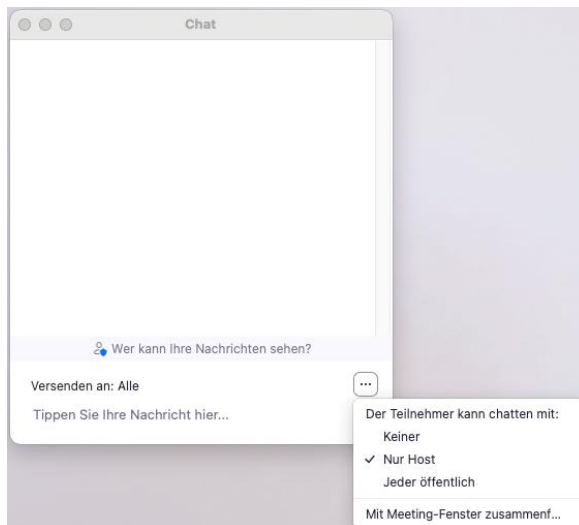 Chat
Wer kann Ihre Nachrichten sehen?
Versenden an: Alle
Tippen Sie Ihre Nachricht hier...
Der Teilnehmer kann chatten mit:
Keiner
✓ Nur Host
Jeder öffentlich
Mit Meeting-Fenster zusammenf...